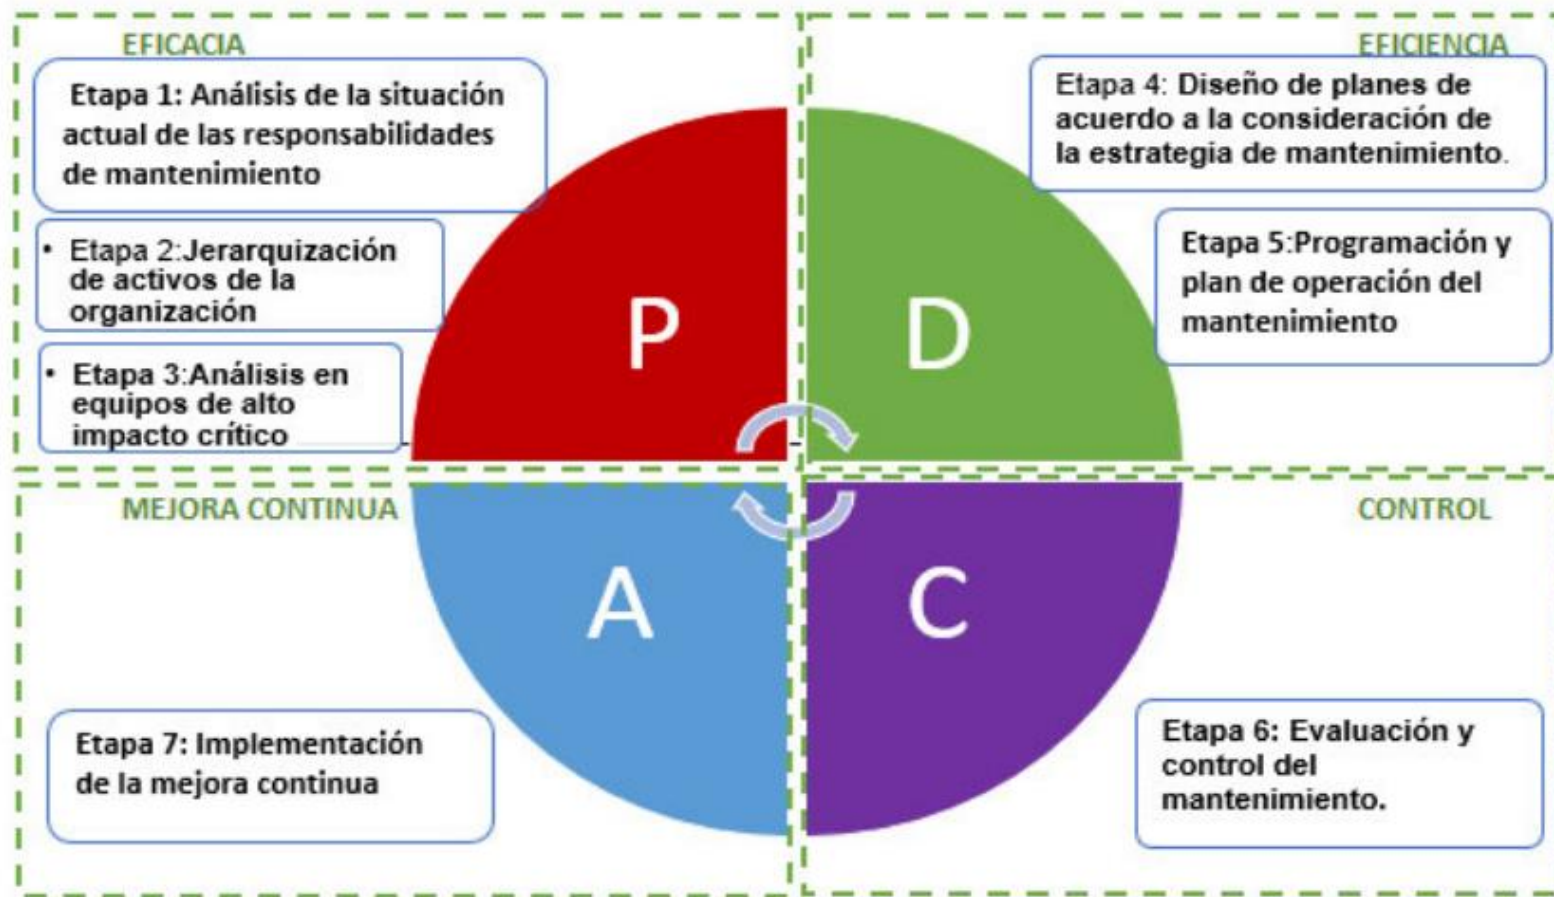 EFICACIA
Etapa 1: Análisis de la situación
actual de las responsabilidades
de mantenimiento
• Etapa 2:Jerarquización
de activos de la
organización
• Etapa 3:Análisis en
equipos de alto
impacto crítico
P
EFICIENCIA
Etapa 4: Diseño de planes de
acuerdo a la consideración de
la estrategia de mantenimiento.
Etapa 5:Programación y
plan de operación del
mantenimiento
D
MEJORA CONTINUA
A
Etapa 7: Implementación
de la mejora continua
CONTROL
C
Etapa 6: Evaluación y
control del
mantenimiento.